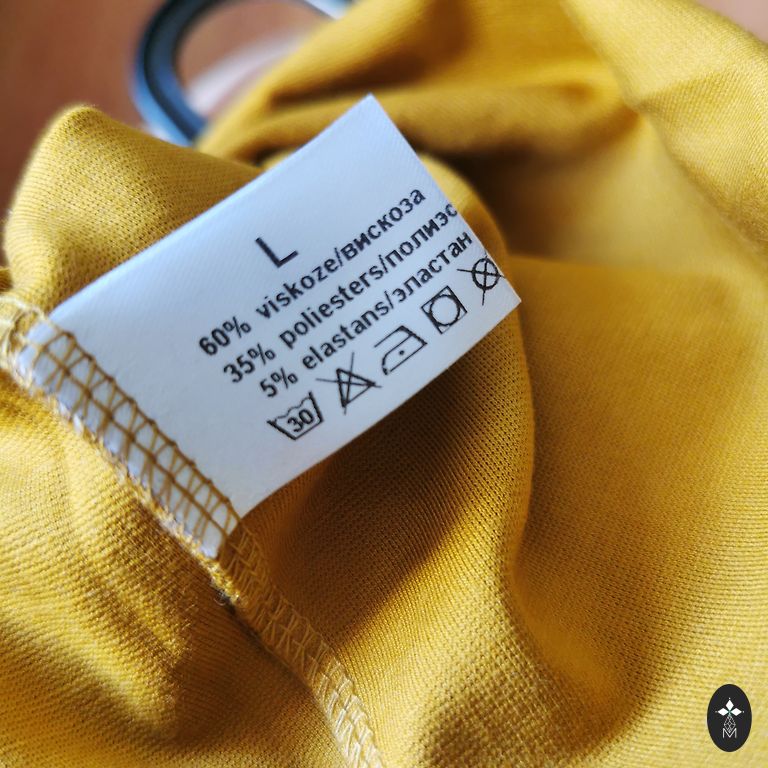 L
60% viskoze/вискоза
35% poliesters/полиэс
5% elastans/эластан
30
M